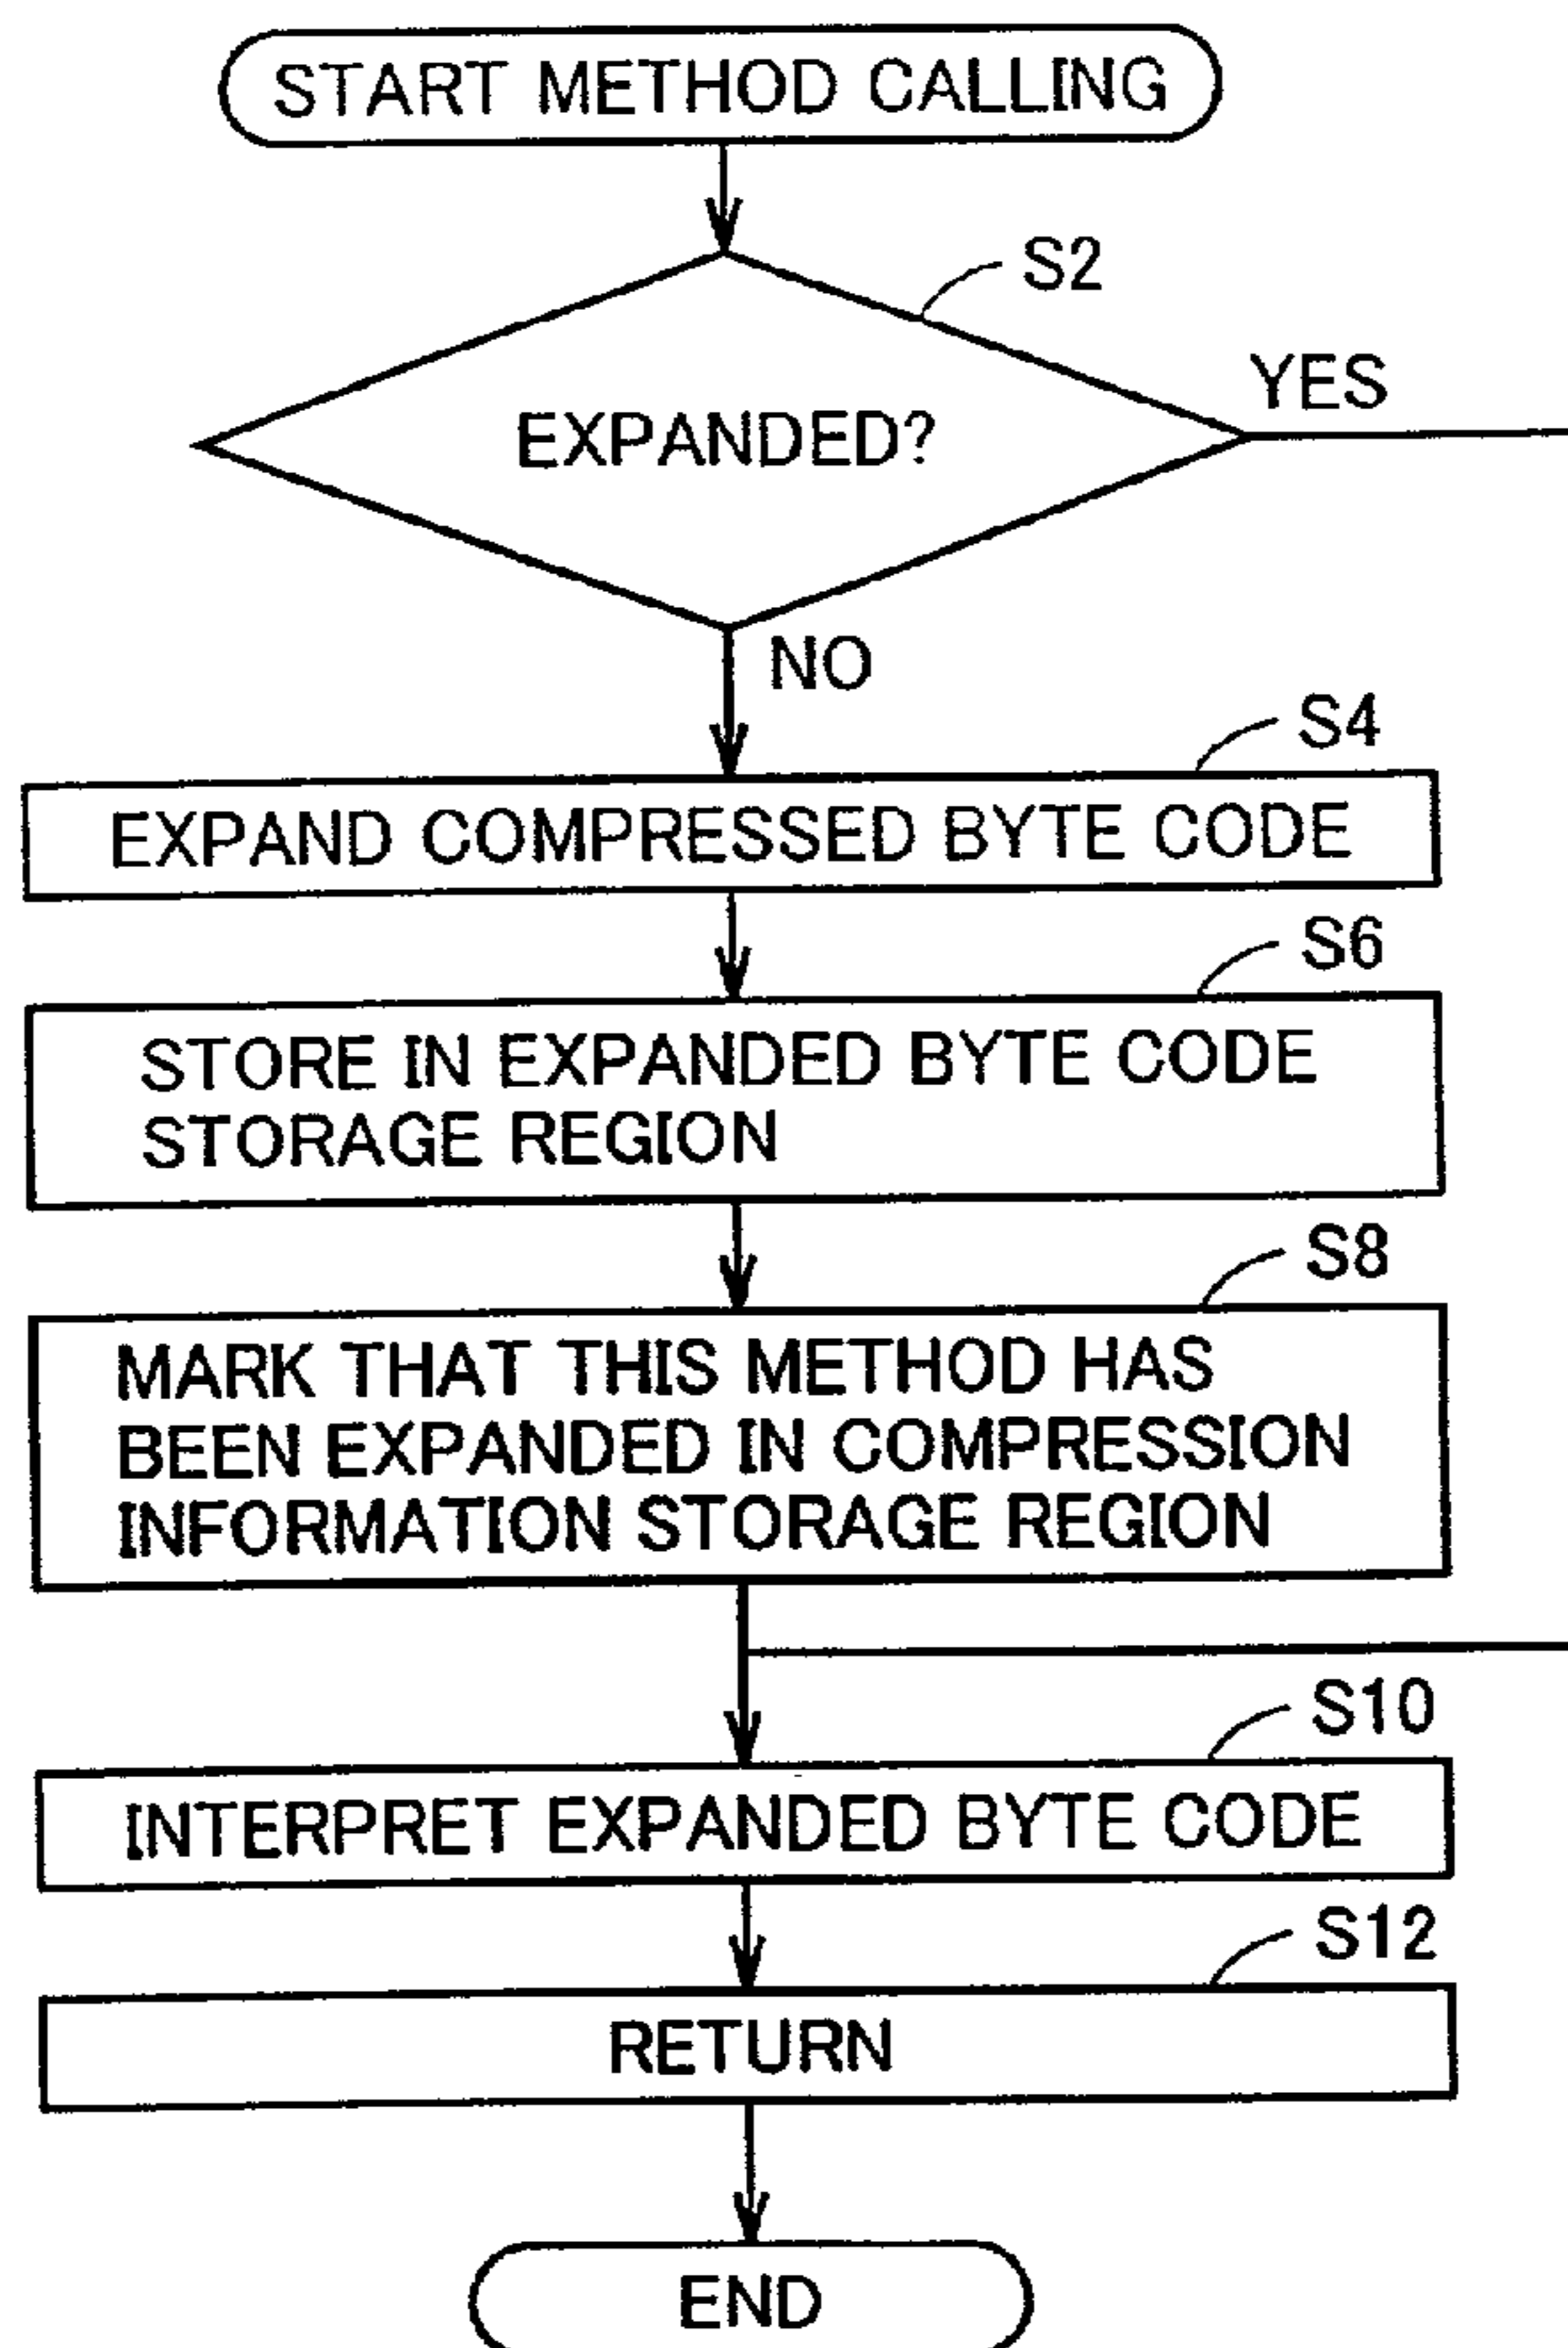 START METHOD CALLING
S2
YES
EXPANDED?
NO
S4
EXPAND COMPRESSED BYTE CODE
S6
STORE IN EXPANDED BYTE CODE
STORAGE REGION
S8
MARK THAT THIS METHOD HAS
BEEN EXPANDED IN COMPRESSION
INFORMATION STORAGE REGION
S10
INTERPRET EXPANDED BYTE CODE
S12
RETURN
END